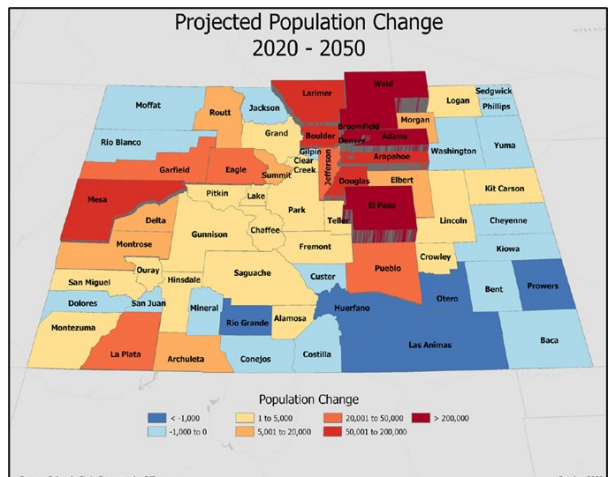 Projected Population Change
2020 - 2050
Moffat
Routt
Jackson
Larimer
Weld
Logan
Sedgwick
Phillips
Rio Blanco
Grand
Boulder
Broomfield
Morgan
Washington
Yuma
Gilpin
Denver
Adams
Garfield
Eagle
Summit
Clear
Creek
Jefferson
Arapahoe
Douglas
Elbert
Kit Carson
Mesa
Pitkin
Lake
Park
Teller
El Paso
Lincoln
Cheyenne
Delta
Gunnison
Chaffee
Fremont
Crowley
Kiowa
Montrose
Ouray
Saguache
Custer
Pueblo
San Miguel
Hinsdale
Otero
Bent
Prowers
Dolores
San Juan
Mineral
Rio Grande
Alamosa
Huerfano
Montezuma
La Plata
Archuleta
Conejos
Costilla
Las Animas
Baca
Population Change
< -1,000
1 to 5,000
20,001 to 50,000
> 200,000
-1,000 to 0
5,001 to 20,000
50,001 to 200,000